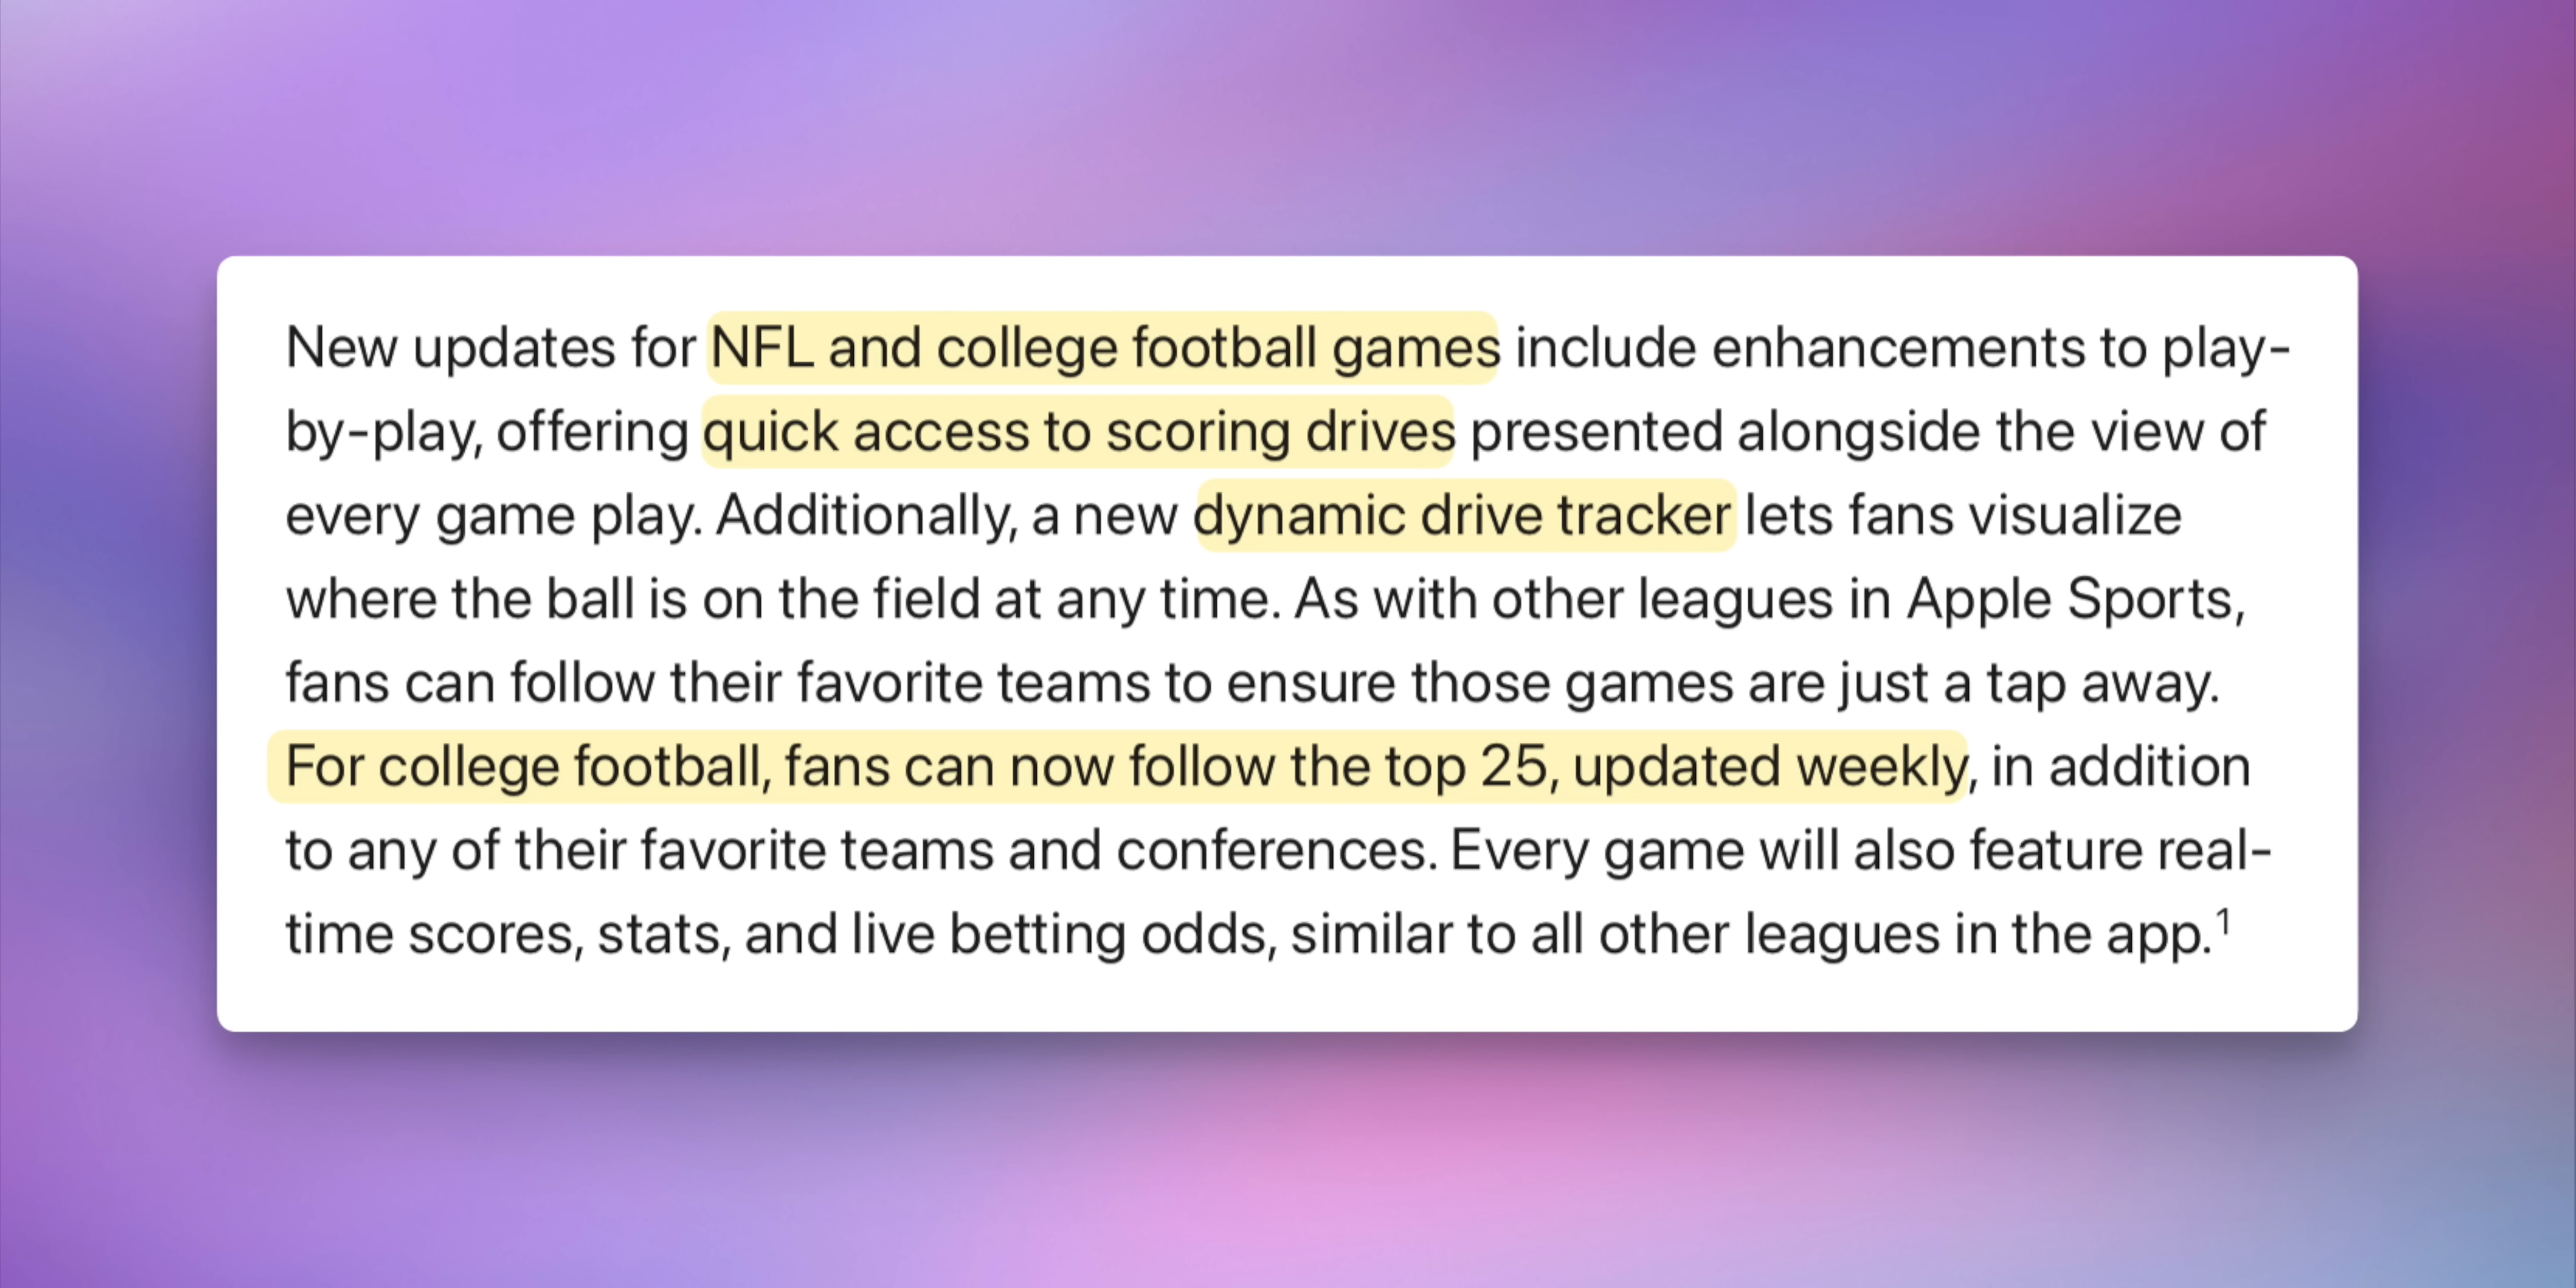 New updates for NFL and college football games include enhancements to play-
by-play, offering quick access to scoring drives presented alongside the view of
every game play. Additionally, a new dynamic drive tracker lets fans visualize
where the ball is on the field at any time. As with other leagues in Apple Sports,
fans can follow their favorite teams to ensure those games are just a tap away.
For college football, fans can now follow the top 25, updated weekly, in addition
to any of their favorite teams and conferences. Every game will also feature real-
time scores, stats, and live betting odds, similar to all other leagues in the app.¹